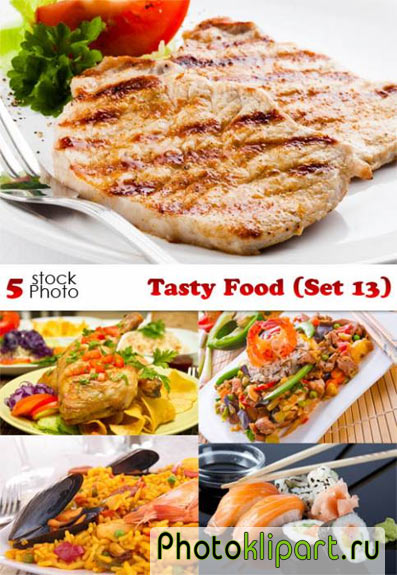 5 stock Photo
Tasty Food (Set 13)
Photoklipart.ru